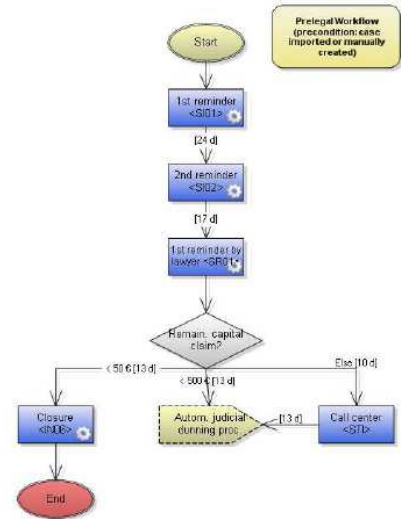 Prelegal Workflow
(precondition: case
imported or manually
created)
Start
1st reminder
<SI01>
[24 d]
2nd reminder
<SI02>
[17 d]
1st reminder by
lawyer <SR01>
Remain. capital
claim?
< 50 € [13 d]
< 500 € [13 d]
Else [10 d]
Closure
<IN06>
Autom. judicial
dunning proc.
[13 d]
Call center
<STI>
End